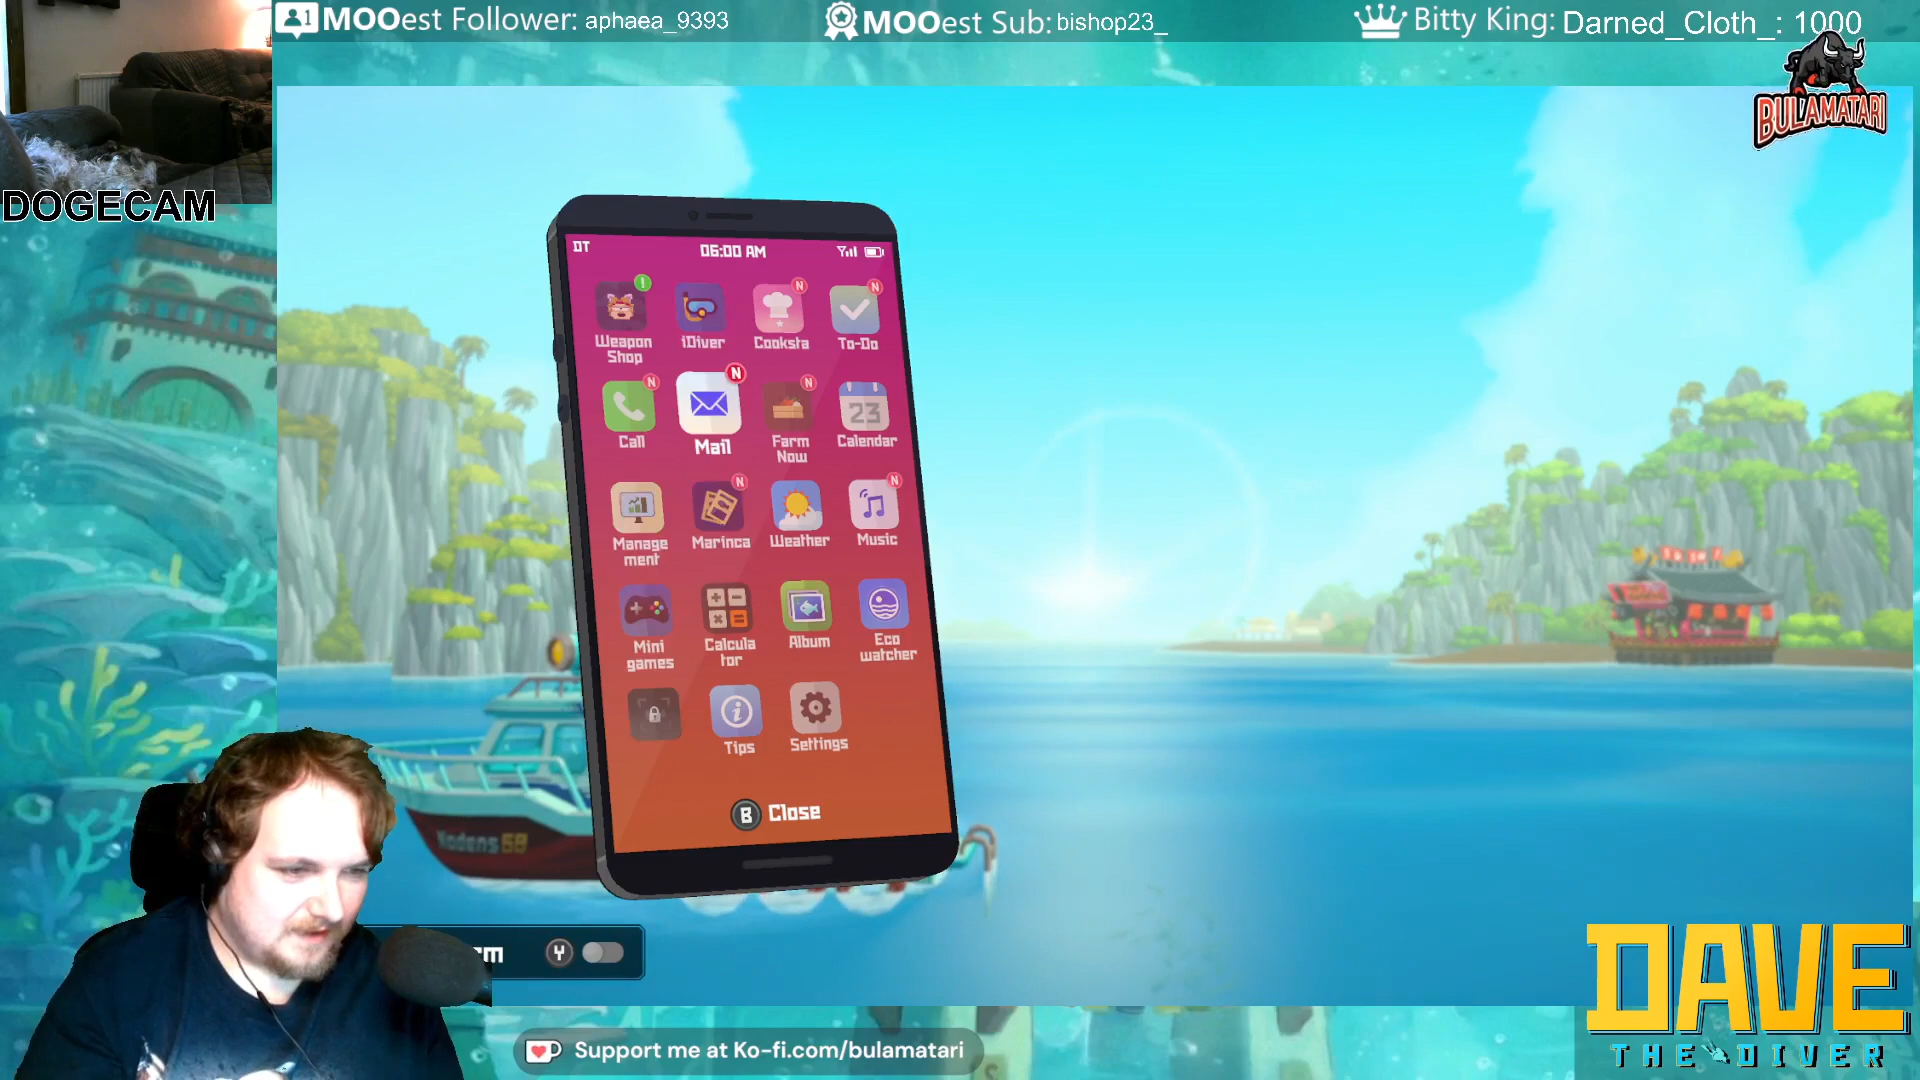 MOOest Follower: aphaea_9393
MOOest Sub: bishop23_
Bitty King: Darned_Cloth_: 1000
BULAMATARI
DOGECAM
DT
06:00 AM
Weapon Shop
iDiver
Cooksta
To-Do
Call
Mail
Farm Now
23
Calendar
Manage
ment
Marinca
Weather
Music
Mini games
Calcula
tor
Album
Eco watcher
Tips
Settings
B Close
Nodens 69
Y
Support me at Ko-fi.com/bulamatari
DAVE
THE DIVER